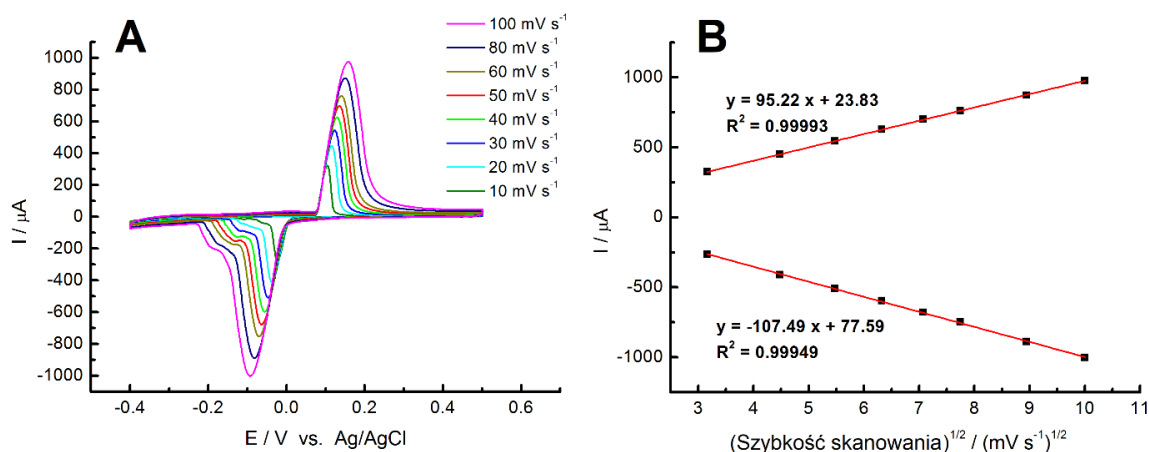 A
100 mV s⁻¹
80 mV s⁻¹
60 mV s⁻¹
50 mV s⁻¹
40 mV s⁻¹
30 mV s⁻¹
20 mV s⁻¹
10 mV s⁻¹
1000
800
600
400
200
0
-200
-400
-600
-800
-1000
I / µA
-0.4
-0.2
0.0
0.2
0.4
0.6
E / V vs. Ag/AgCl
B
1000
500
0
-500
-1000
I / µA
y = 95.22 x + 23.83
R² = 0.99993
y = -107.49 x + 77.59
R² = 0.99949
3
4
5
6
7
8
9
10
11
(Szybkość skanowania)¹ᐟ² / (mV s⁻¹)¹ᐟ²